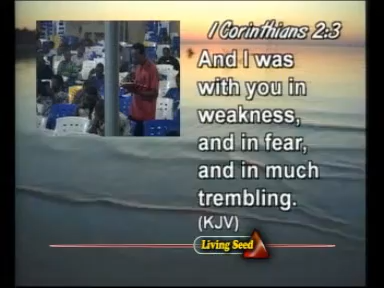 1 Corinthians 2:3
And I was
with you in
weakness,
and in fear,
and in much
trembling.
(KJV)
Living Seed